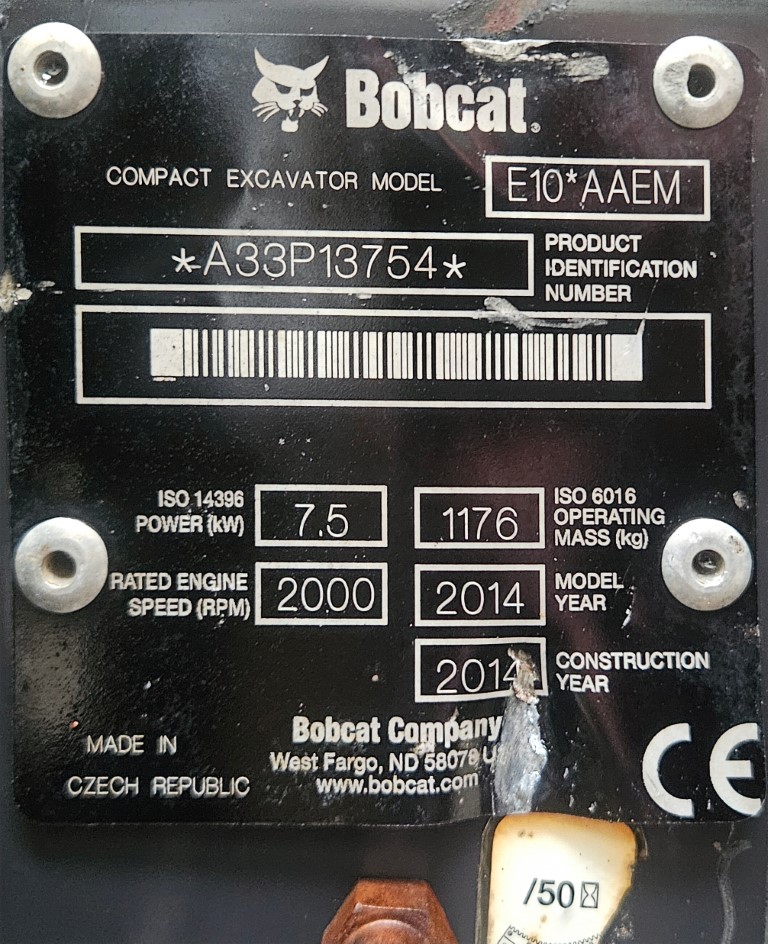 Bobcat
COMPACT EXCAVATOR MODEL
E10*AAEM
*A33P13754*
PRODUCT
IDENTIFICATION
NUMBER
ISO 14396
POWER (kW)
7.5
1176
ISO 6016
OPERATING
MASS (kg)
RATED ENGINE
SPEED (RPM)
2000
2014
MODEL
YEAR
2014
CONSTRUCTION
YEAR
MADE IN
CZECH REPUBLIC
Bobcat Company
West Fargo, ND 58078
www.bobcat.com
CE
/50